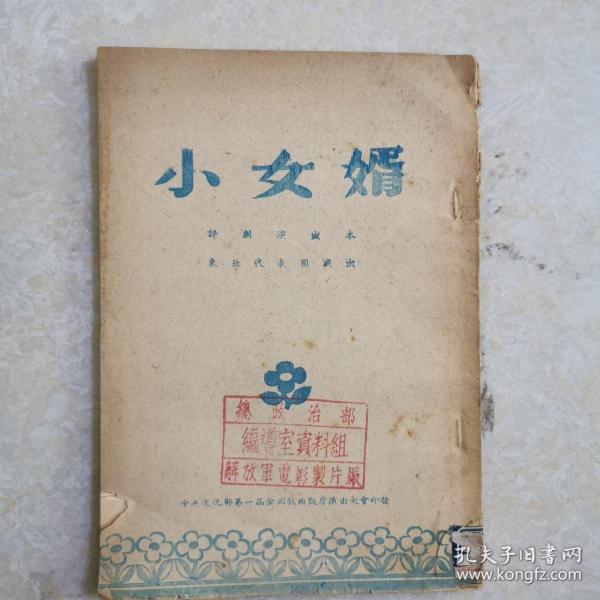 小女婿
評劇演出本
東北代表團演出
總政治部
編導室資料組
解放軍電影製片厰
中央文化部第一屆全國戲曲觀摩演出大會印發
孔夫子旧书网
www.kongfz.com